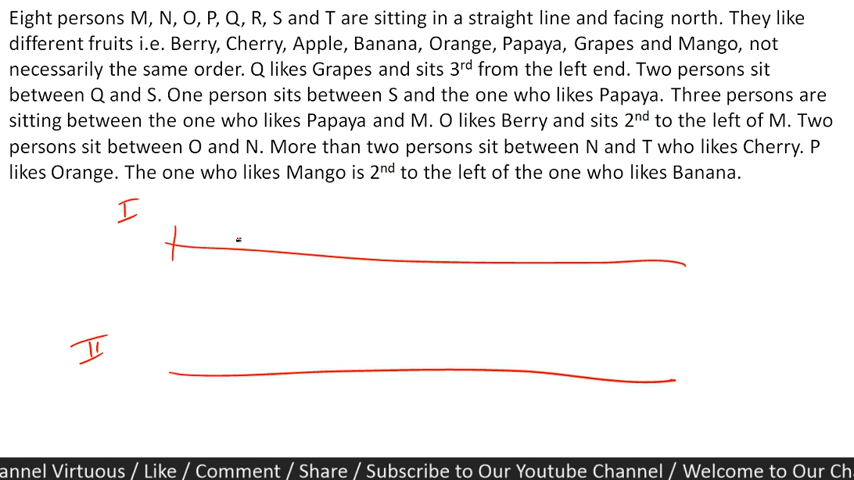 Eight persons M, N, O, P, Q, R, S and T are sitting in a straight line and facing north. They like
different fruits i.e. Berry, Cherry, Apple, Banana, Orange, Papaya, Grapes and Mango, not
necessarily the same order. Q likes Grapes and sits 3rd from the left end. Two persons sit
between Q and S. One person sits between S and the one who likes Papaya. Three persons are
sitting between the one who likes Papaya and M. O likes Berry and sits 2nd to the left of M. Two
persons sit between O and N. More than two persons sit between N and T who likes Cherry. P
likes Orange. The one who likes Mango is 2nd to the left of the one who likes Banana.
I
II
annel Virtuous / Like / Comment / Share / Subscribe to Our Youtube Channel / Welcome to Our Ch